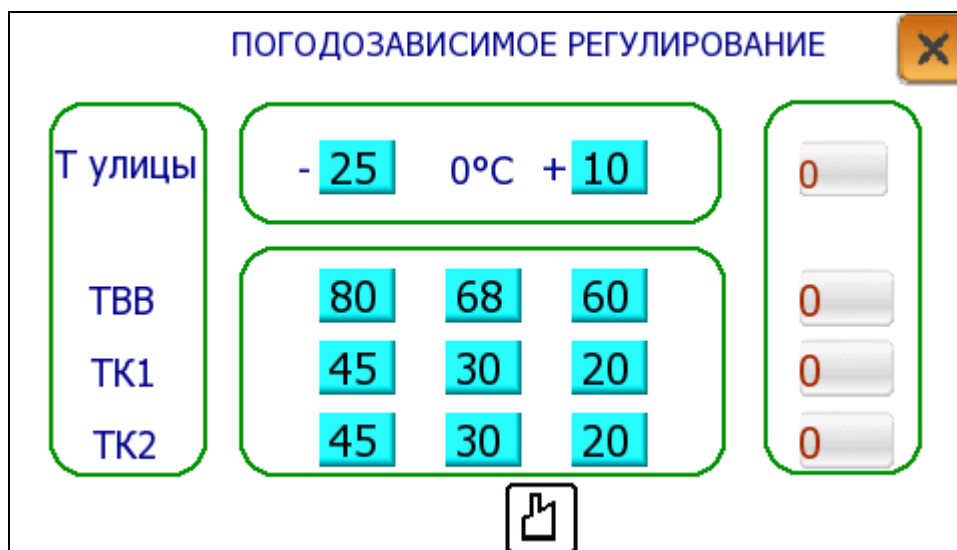 ПОГОДОЗАВИСИМОЕ РЕГУЛИРОВАНИЕ
Т улицы - 25 0°C + 10 0
ТВВ 80 68 60 0
ТК1 45 30 20 0
ТК2 45 30 20 0